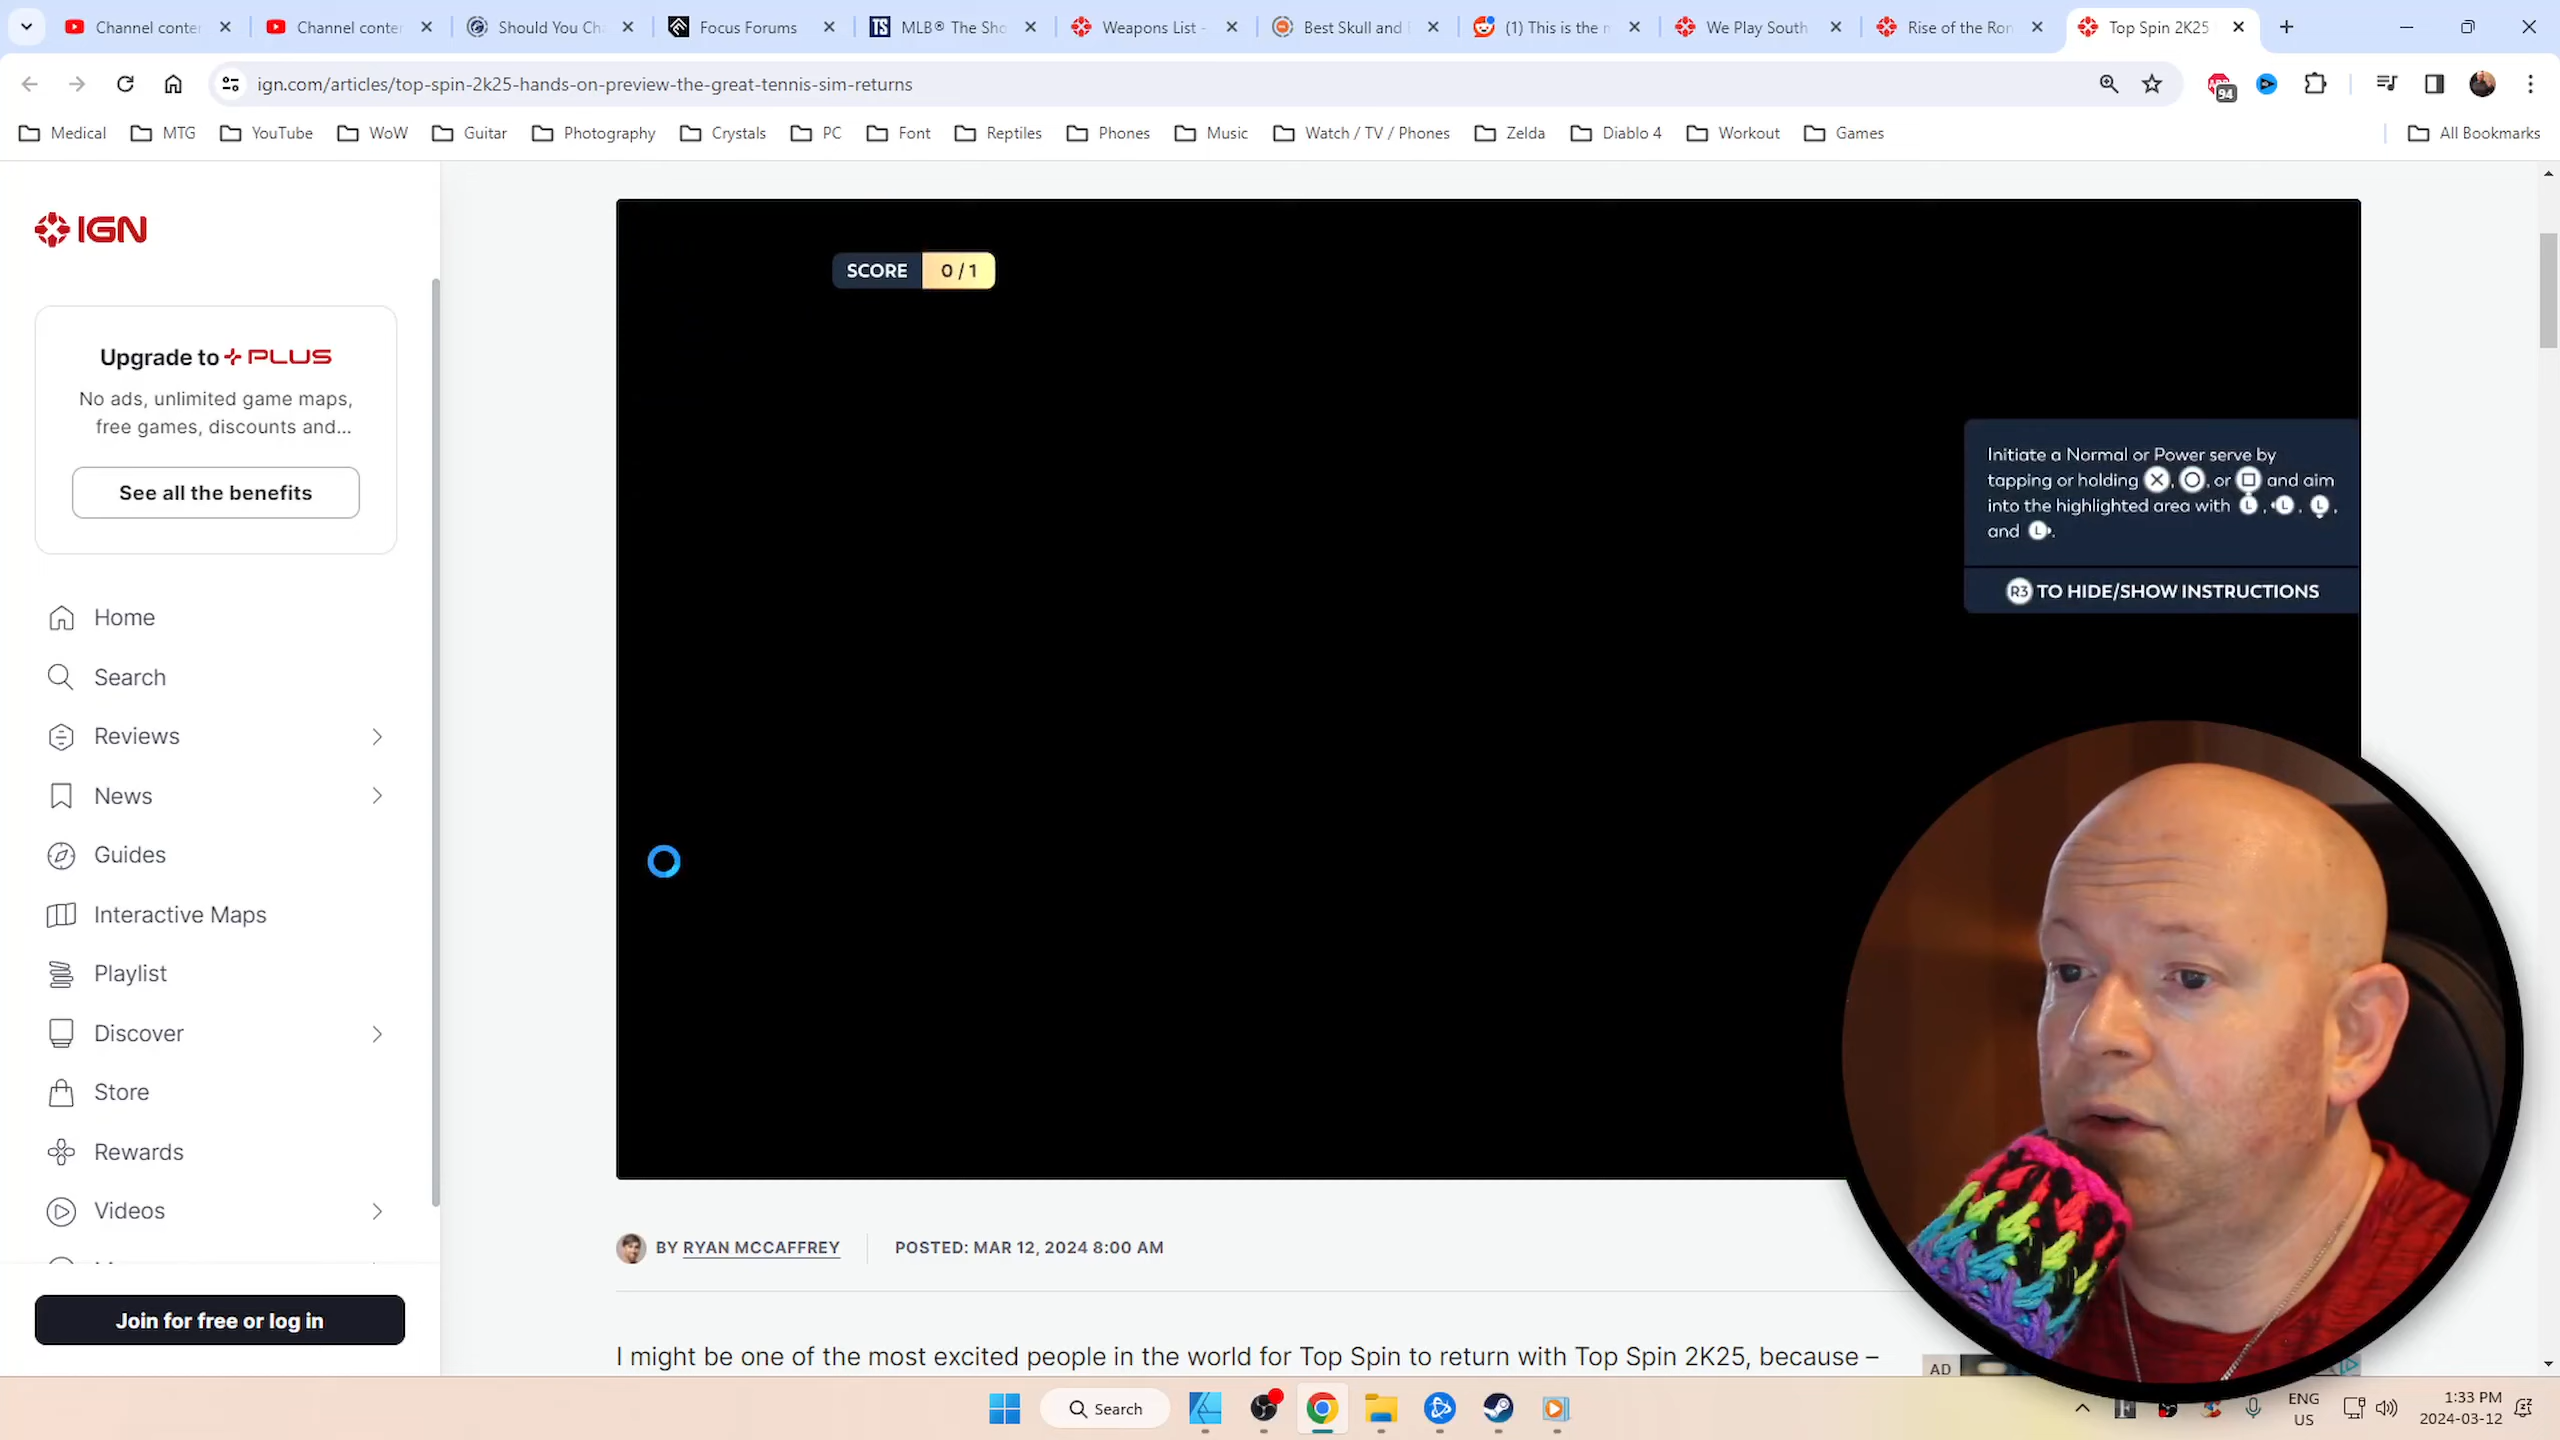 Channel conter
Channel conter
Should You Cha
Focus Forums
MLB® The Sho
Weapons List -
Best Skull and
(1) This is the m
We Play South
Rise of the Ron
Top Spin 2K25
ign.com/articles/top-spin-2k25-hands-on-preview-the-great-tennis-sim-returns
94
Medical
MTG
YouTube
WoW
Guitar
Photography
Crystals
PC
Font
Reptiles
Phones
Music
Watch / TV / Phones
Zelda
Diablo 4
Workout
Games
All Bookmarks
IGN
Upgrade to PLUS
No ads, unlimited game maps,
free games, discounts and...
See all the benefits
Home
Search
Reviews
News
Guides
Interactive Maps
Playlist
Discover
Store
Rewards
Videos
Join for free or log in
SCORE 0 / 1
Initiate a Normal or Power serve by
tapping or holding , , or and aim
into the highlighted area with L, L, L,
and L.
R3 TO HIDE/SHOW INSTRUCTIONS
BY RYAN MCCAFFREY
POSTED: MAR 12, 2024 8:00 AM
I might be one of the most excited people in the world for Top Spin to return with Top Spin 2K25, because –
AD
Search
ENG
US
1:33 PM
2024-03-12